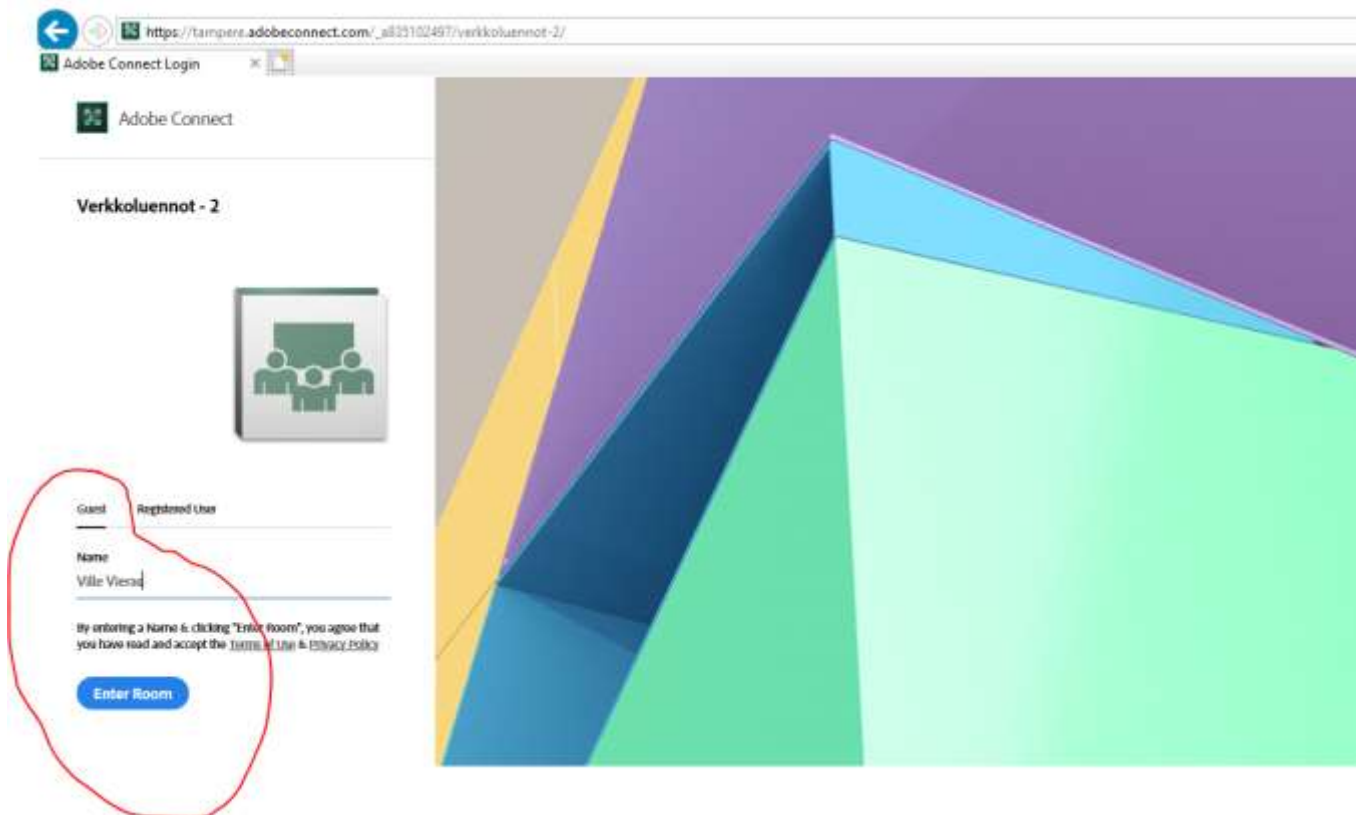 https://tampere.adobeconnect.com/_a835102497/verkkoluennot-2/
Adobe Connect Login
Adobe Connect
Verkkoluennot - 2
Guest Registered User
Name
Ville Vieras
By entering a Name & clicking "Enter Room", you agree that
you have read and accept the Terms of Use & Privacy Policy
Enter Room